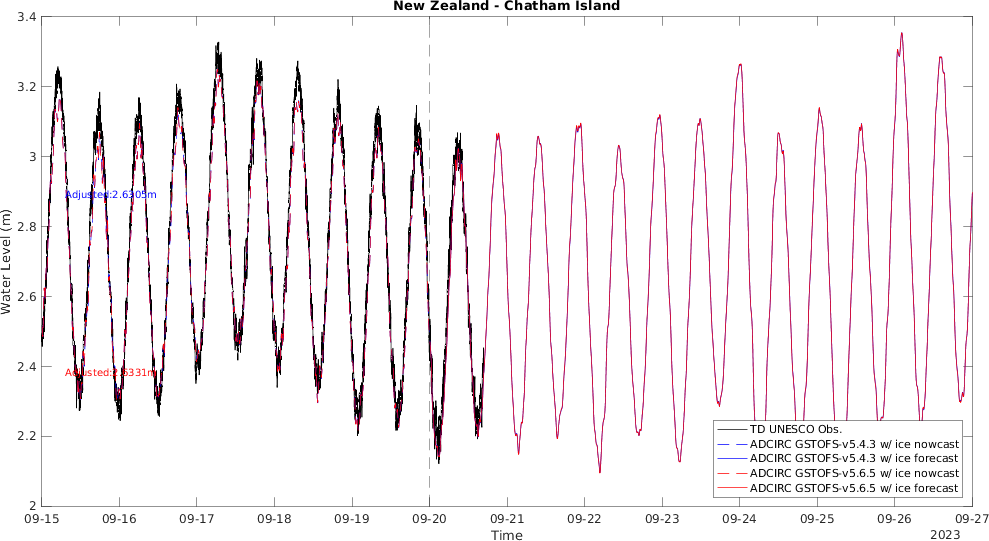 New Zealand - Chatham Island
3.4
3.2
3
2.8
2.6
2.4
2.2
2
Water Level (m)
Adjusted:2.6305m
Adjusted:2.6331m
TD UNESCO Obs.
ADCIRC GSTOFS-v5.4.3 w/ ice nowcast
ADCIRC GSTOFS-v5.4.3 w/ ice forecast
ADCIRC GSTOFS-v5.6.5 w/ ice nowcast
ADCIRC GSTOFS-v5.6.5 w/ ice forecast
09-15 09-16 09-17 09-18 09-19 09-20 09-21 09-22 09-23 09-24 09-25 09-26 09-27
Time
2023